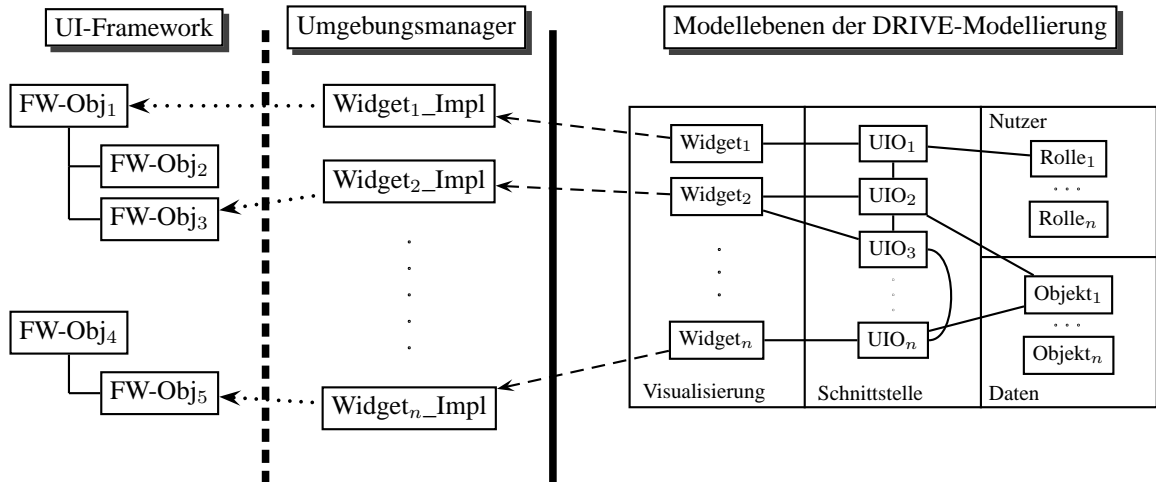 UI-Framework
Umgebungsmanager
Modellebenen der DRIVE-Modellierung
FW-Obj₁
FW-Obj₂
FW-Obj₃
FW-Obj₄
FW-Obj₅
Widget₁_Impl
Widget₂_Impl
Widgetₙ_Impl
Widget₁
Widget₂
Widgetₙ
Visualisierung
UIO₁
UIO₂
UIO₃
UIOₙ
Schnittstelle
Nutzer
Rolle₁
Rolleₙ
Objekt₁
Objektₙ
Daten